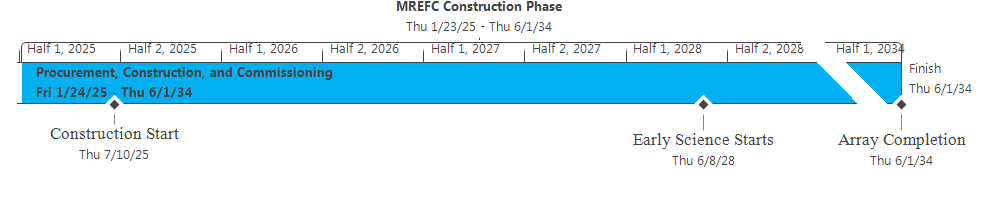 MREFC Construction Phase
Thu 1/23/25 - Thu 6/1/34
Half 1, 2025 Half 2, 2025 Half 1, 2026 Half 2, 2026 Half 1, 2027 Half 2, 2027 Half 1, 2028 Half 2, 2028 Half 1, 2034
Procurement, Construction, and Commissioning
Fri 1/24/25 - Thu 6/1/34
Finish
Thu 6/1/34
Construction Start
Thu 7/10/25
Early Science Starts
Thu 6/8/28
Array Completion
Thu 6/1/34